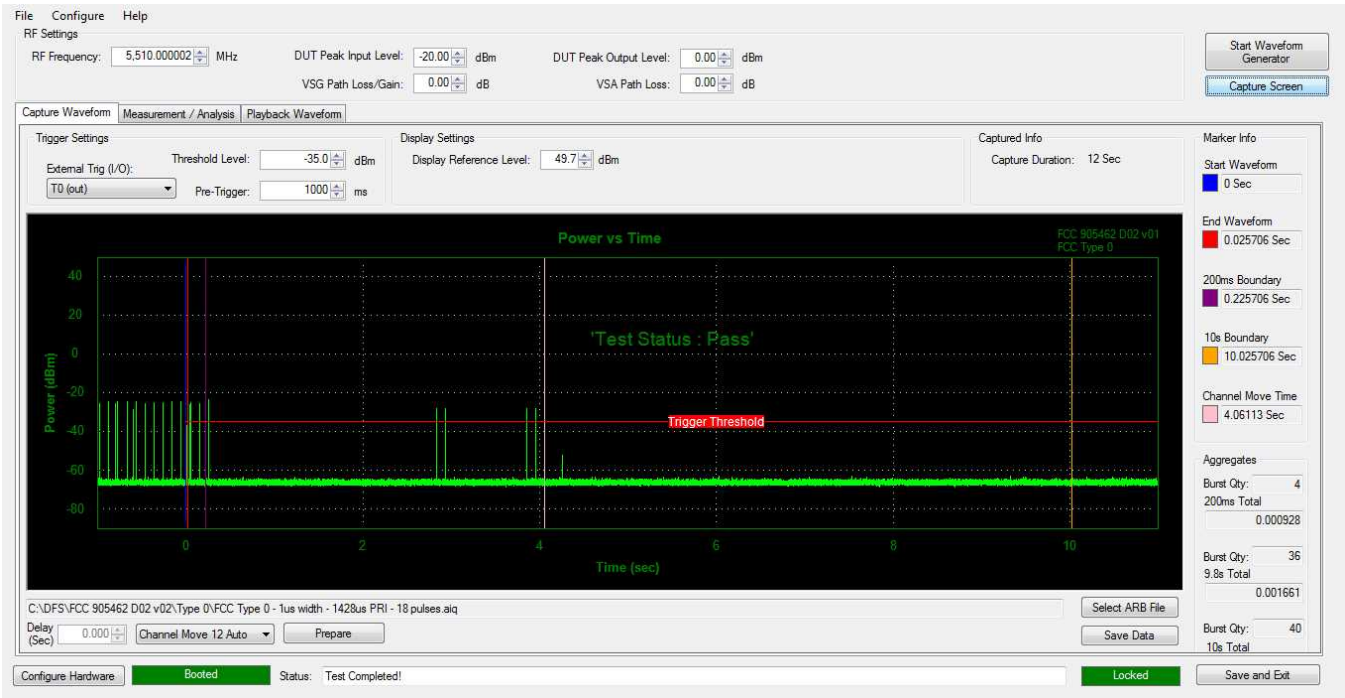 File Configure Help
RF Settings
RF Frequency: 5,510.000002 MHz DUT Peak Input Level: -20.00 dBm DUT Peak Output Level: 0.00 dBm
VSG Path Loss/Gain: 0.00 dB VSA Path Loss: 0.00 dB
Start Waveform
Generator
Capture Screen
Capture Waveform Measurement / Analysis Playback Waveform
Trigger Settings
External Trig (I/O):
T0 (out)
Threshold Level: -35.0 dBm
Pre-Trigger: 1000 ms
Display Settings
Display Reference Level: 49.7 dBm
Captured Info
Capture Duration: 12 Sec
Marker Info
Start Waveform
0 Sec
End Waveform
0.025706 Sec
200ms Boundary
0.225706 Sec
10s Boundary
10.025706 Sec
Channel Move Time
4.06113 Sec
Aggregates
Burst Qty: 4
200ms Total
0.000928
Burst Qty: 36
9.8s Total
0.001661
Burst Qty: 40
10s Total
Power vs Time
FCC 905462 D02 v01
FCC Type 0
'Test Status : Pass'
Trigger Threshold
Power (dBm)
40
20
0
-20
-40
-60
-80
0 2 4 6 8 10
Time (sec)
C:\DFS\FCC 905462 D02 v02\Type 0\FCC Type 0 - 1us width - 1428us PRI - 18 pulses.aiq
Select ARB File
Delay
(Sec) 0.000 Channel Move 12 Auto Prepare
Save Data
Configure Hardware Booted Status: Test Completed! Locked Save and Exit